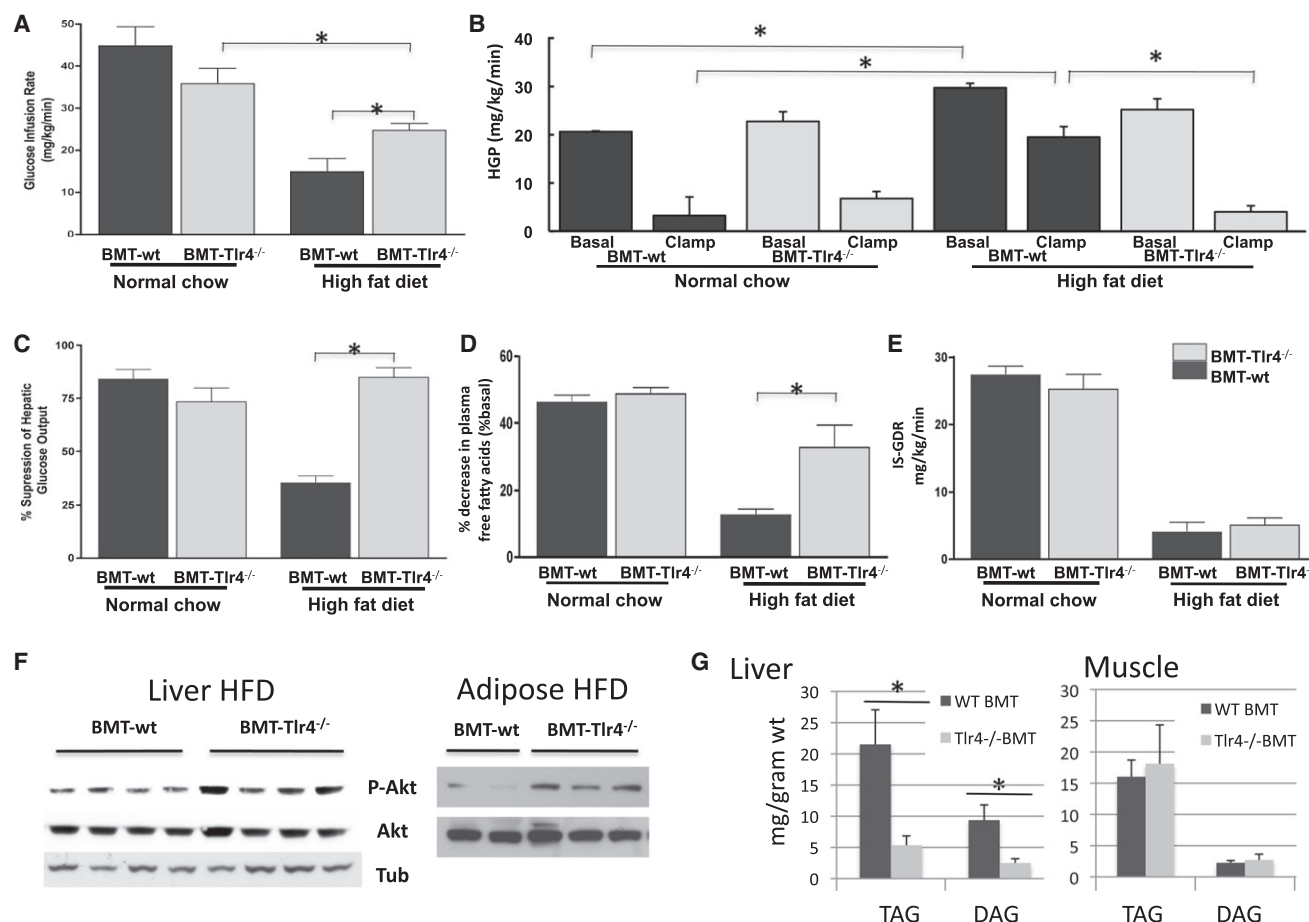 A
Glucose Infusion Rate
(mg/kg/min)
50
40
30
20
10
0
*
*
BMT-wt BMT-Tlr4-/- BMT-wt BMT-Tlr4-/-
Normal chow High fat diet
B
HGP (mg/kg/min)
40
30
20
10
0
*
*
*
Basal Clamp Basal Clamp Basal Clamp Basal Clamp
BMT-wt BMT-Tlr4-/- BMT-wt BMT-Tlr4-/-
Normal chow High fat diet
C
% Supression of Hepatic
Glucose Output
100
75
50
25
0
*
BMT-wt BMT-Tlr4-/- BMT-wt BMT-Tlr4-/-
Normal chow High fat diet
D
% decrease in plasma
free fatty acids (%basal)
60
40
20
0
*
BMT-wt BMT-Tlr4-/- BMT-wt BMT-Tlr4-/-
Normal chow High fat diet
E
IS-GDR
mg/kg/min
30
20
10
0
BMT-Tlr4-/-
BMT-wt
BMT-wt BMT-Tlr4-/- BMT-wt BMT-Tlr4-/-
Normal chow High fat diet
F
Liver HFD
BMT-wt BMT-Tlr4-/-
Adipose HFD
BMT-wt BMT-Tlr4-/-
P-Akt
Akt
Tub
G
Liver
mg/gram wt
30
25
20
15
10
5
0
*
*
WT BMT
Tlr4-/-BMT
TAG DAG
Muscle
30
25
20
15
10
5
0
WT BMT
Tlr4-/-BMT
TAG DAG